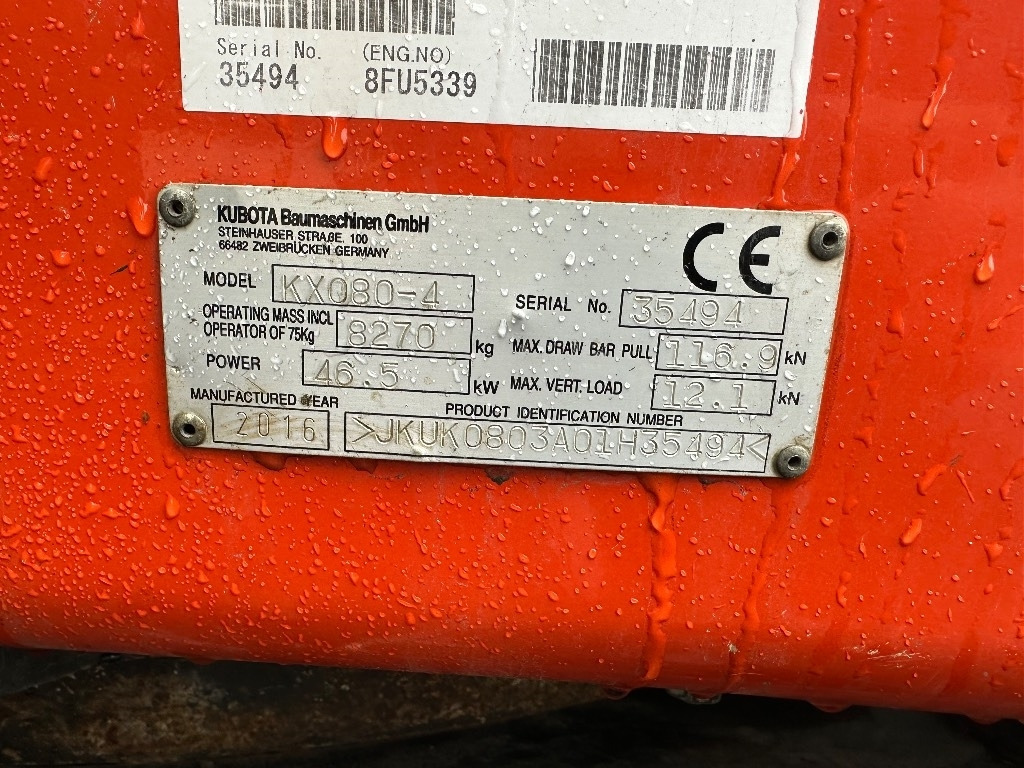 Serial No. (ENG.NO)
35494 8FU5339
KUBOTA Baumaschinen GmbH
STEINHAUSER STRAßE. 100
66482 ZWEIBRÜCKEN GERMANY
CE
MODEL KX080-4
SERIAL No. 35494
OPERATING MASS INCL
OPERATOR OF 75Kg 8270 kg
MAX. DRAW BAR PULL 116.9 kN
POWER 46.5 kW
MAX. VERT. LOAD 12.1 kN
MANUFACTURED YEAR
2016
PRODUCT IDENTIFICATION NUMBER
>JKUK0803A01H35494<